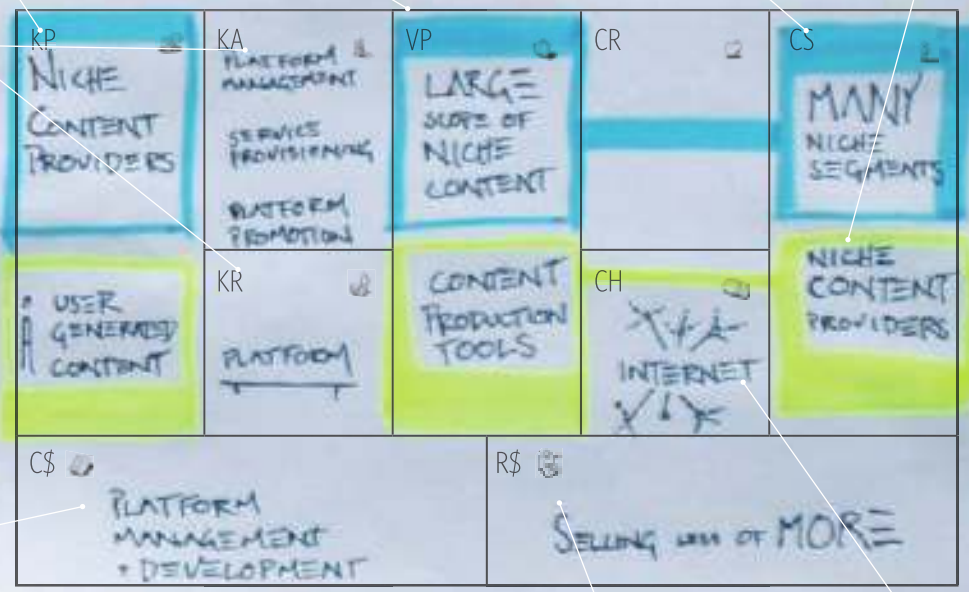 KP
NICHE
CONTENT
PROVIDERS
USER
GENERATED
CONTENT
KA
PLATFORM
MANAGEMENT
SERVICE
PROVISIONING
PLATFORM
PROMOTION
KR
PLATFORM
VP
LARGE
SCOPE OF
NICHE
CONTENT
CONTENT
PRODUCTION
TOOLS
CR
CH
INTERNET
CS
MANY
NICHE
SEGMENTS
NICHE
CONTENT
PROVIDERS
C$
PLATFORM
MANAGEMENT
+ DEVELOPMENT
R$
SELLING LESS OF MORE